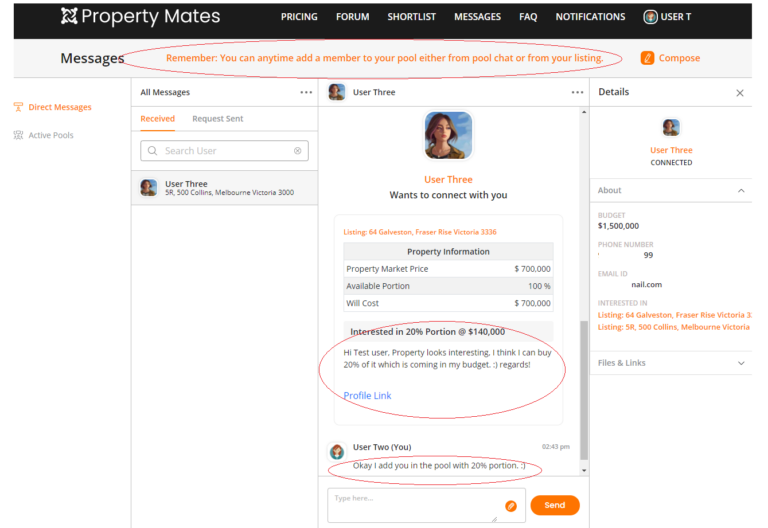 Property Mates
PRICING FORUM SHORTLIST MESSAGES FAQ NOTIFICATIONS USER T
Messages
Remember: You can anytime add a member to your pool either from pool chat or from your listing.
Compose
Direct Messages
Active Pools
All Messages
Received Request Sent
Search User
User Three
5R, 500 Collins, Melbourne Victoria 3000
User Three
User Three
Wants to connect with you
Listing: 64 Galveston, Fraser Rise Victoria 3336
Property Information
Property Market Price $ 700,000
Available Portion 100 %
Will Cost $ 700,000
Interested in 20% Portion @ $140,000
Hi Test user, Property looks interesting, I think I can buy
20% of it which is coming in my budget. :) regards!
Profile Link
User Two (You) 02:43 pm
Okay I add you in the pool with 20% portion. :)
Type here...
Send
Details
User Three
CONNECTED
About
BUDGET
$1,500,000
PHONE NUMBER
99
EMAIL ID
nail.com
INTERESTED IN
Listing: 64 Galveston, Fraser Rise Victoria 3
Listing: 5R, 500 Collins, Melbourne Victoria
Files & Links